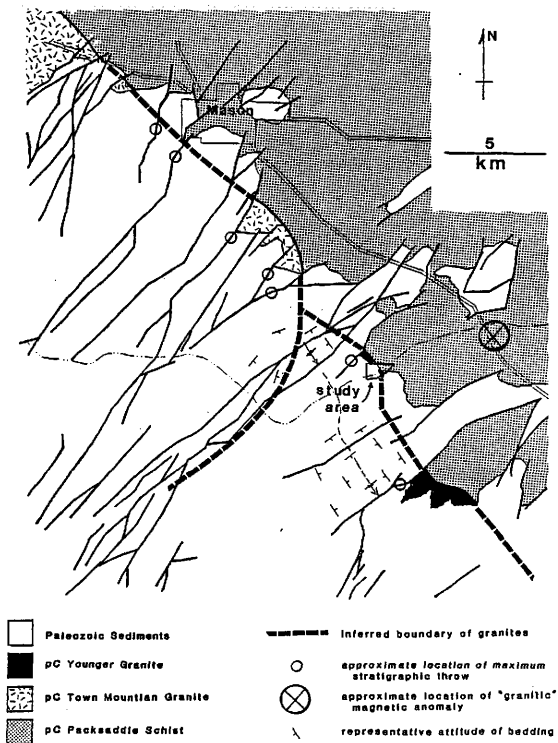 N
Mason
5
km
study
area
Paleozoic Sediments
pC Younger Granite
pC Town Mountian Granite
pC Packsaddle Schist
Inferred boundary of granites
approximate location of maximum
stratigraphic throw
approximate location of "granitic"
magnetic anomaly
representative attitude of bedding